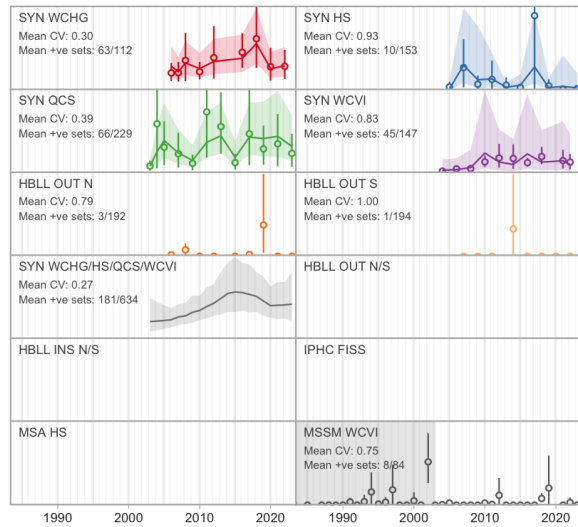 SYN WCHG
Mean CV: 0.30
Mean +ve sets: 63/112
SYN HS
Mean CV: 0.93
Mean +ve sets: 10/153
SYN QCS
Mean CV: 0.39
Mean +ve sets: 66/229
SYN WCVI
Mean CV: 0.83
Mean +ve sets: 45/147
HBLL OUT N
Mean CV: 0.79
Mean +ve sets: 3/192
HBLL OUT S
Mean CV: 1.00
Mean +ve sets: 1/194
SYN WCHG/HS/QCS/WCVI
Mean CV: 0.27
Mean +ve sets: 181/634
HBLL OUT N/S
HBLL INS N/S
IPHC FISS
MSA HS
MSSM WCVI
Mean CV: 0.75
Mean +ve sets: 8/84
1990 2000 2010 2020 1990 2000 2010 2020